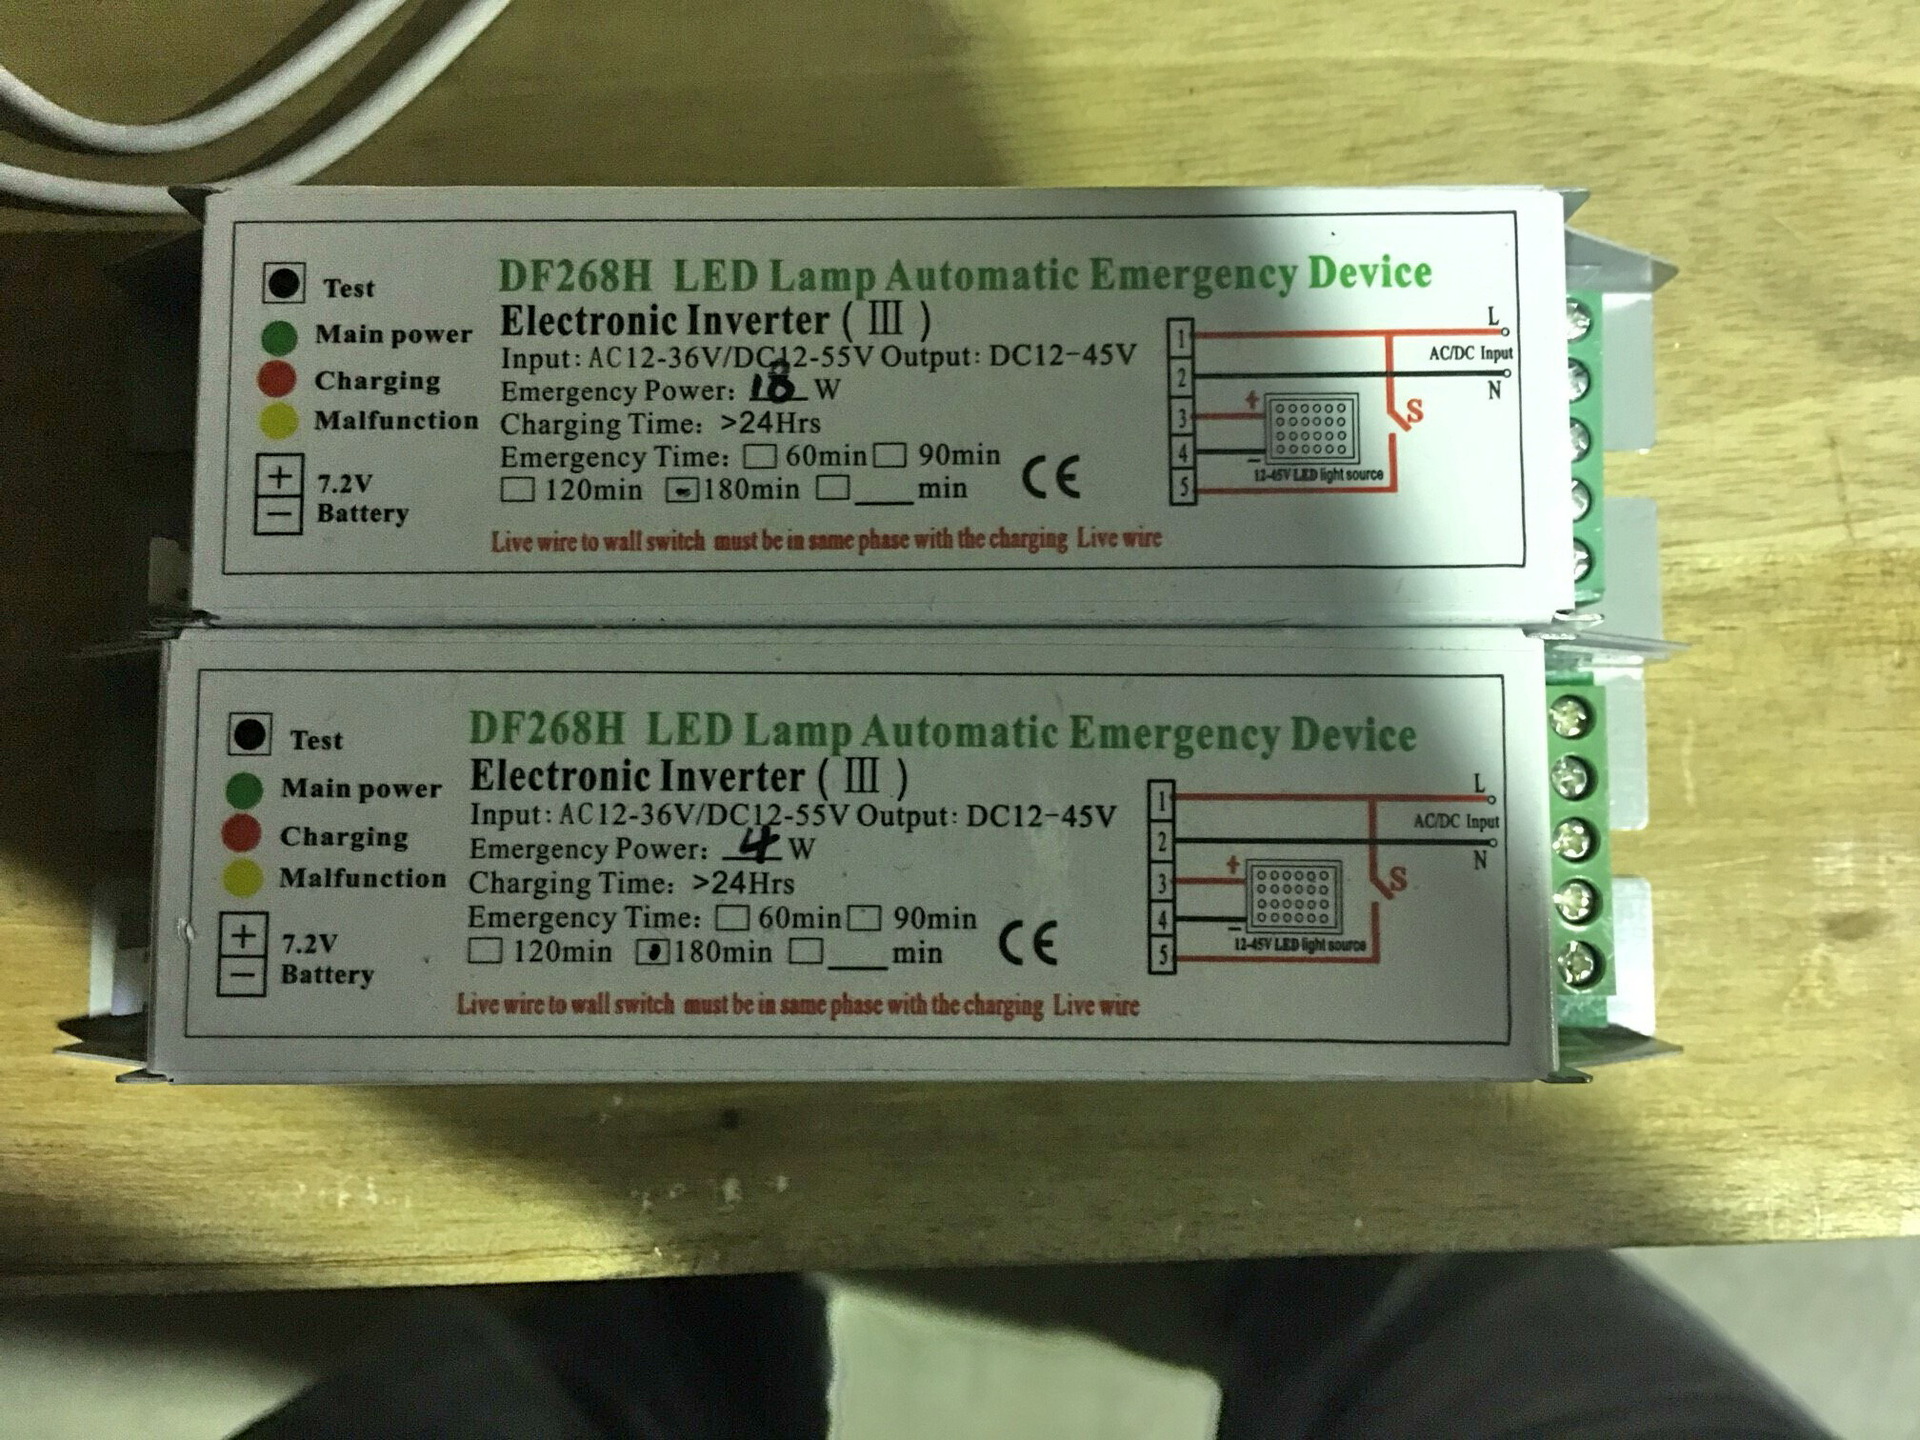 Test
Main power
Charging
Malfunction
+
−
7.2V
Battery
DF268H LED Lamp Automatic Emergency Device
Electronic Inverter ( III )
Input: AC12-36V/DC12-55V Output: DC12-45V
Emergency Power: 18 W
Charging Time: >24Hrs
Emergency Time: 60min 90min
120min 180min ___min
CE
Live wire to wall switch must be in same phase with the charging Live wire
1
2
3
4
5
L
AC/DC Input
N
S
+
−
12-45V LED light source
Test
Main power
Charging
Malfunction
+
−
7.2V
Battery
DF268H LED Lamp Automatic Emergency Device
Electronic Inverter ( III )
Input: AC12-36V/DC12-55V Output: DC12-45V
Emergency Power: 4 W
Charging Time: >24Hrs
Emergency Time: 60min 90min
120min 180min ___min
CE
Live wire to wall switch must be in same phase with the charging Live wire
1
2
3
4
5
L
AC/DC Input
N
S
+
−
12-45V LED light source